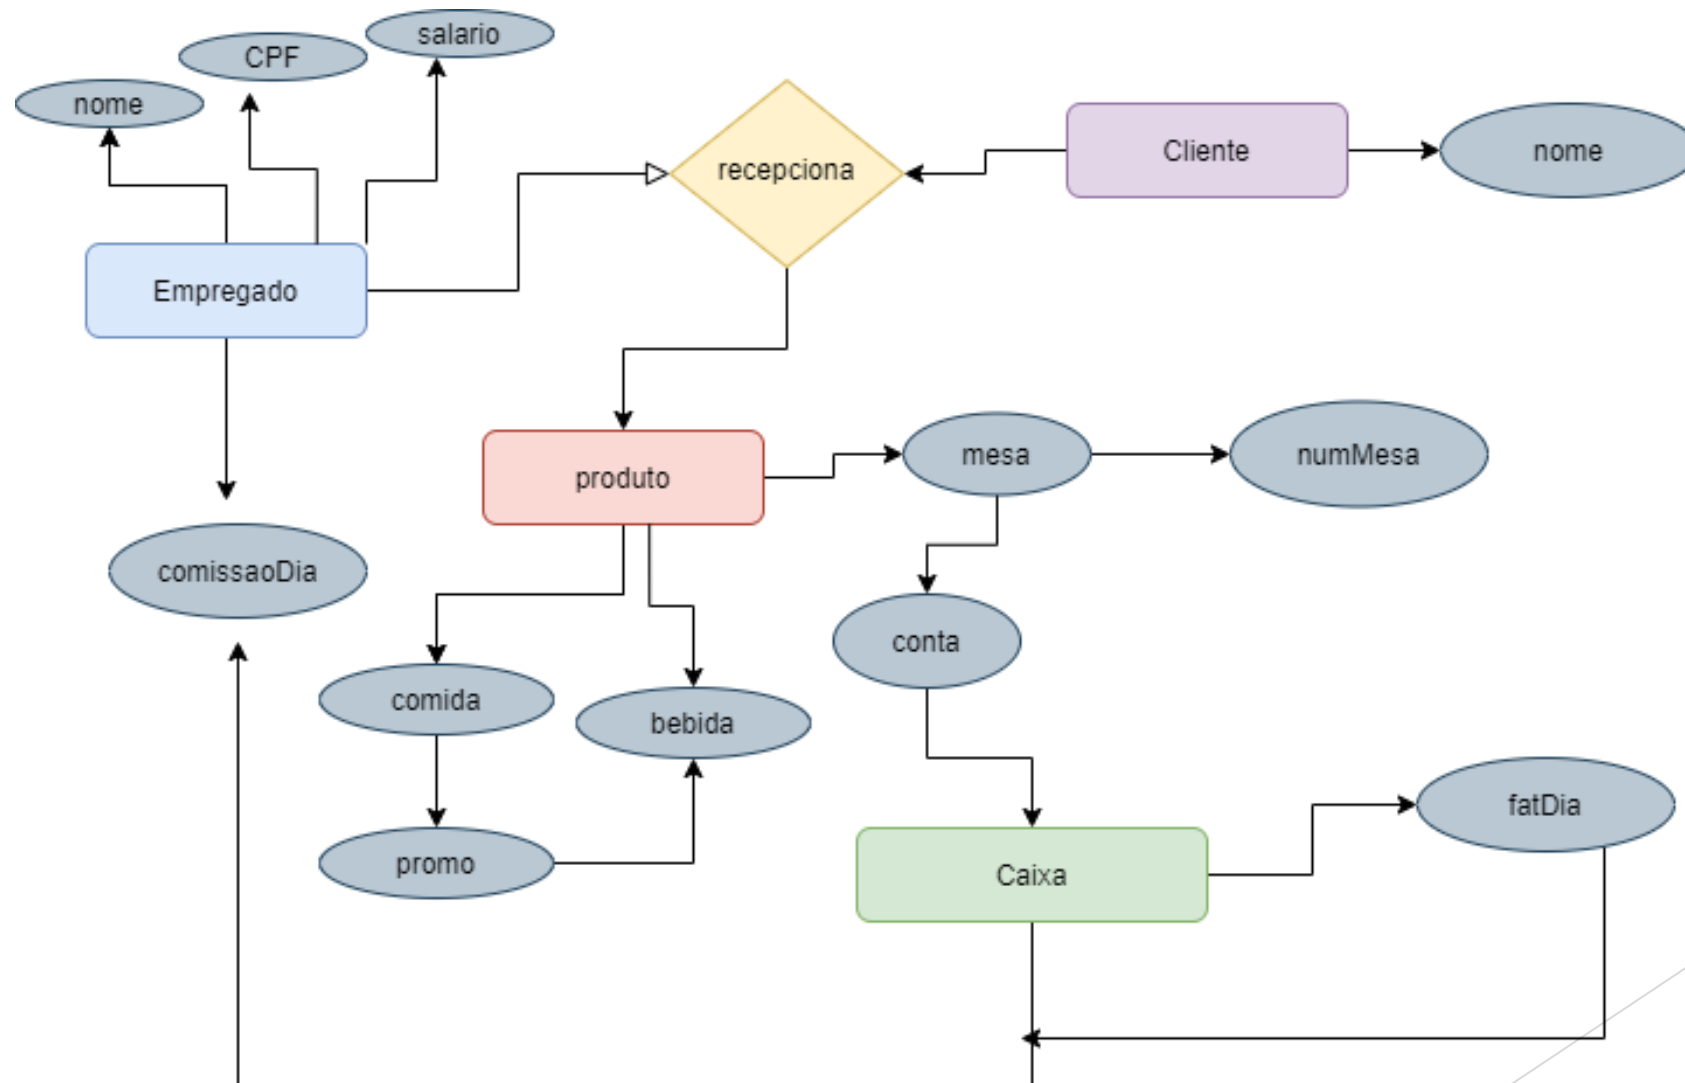 salario
CPF
nome
recepciona
Cliente
nome
Empregado
produto
mesa
numMesa
comissaoDia
conta
comida
bebida
fatDia
promo
Caixa